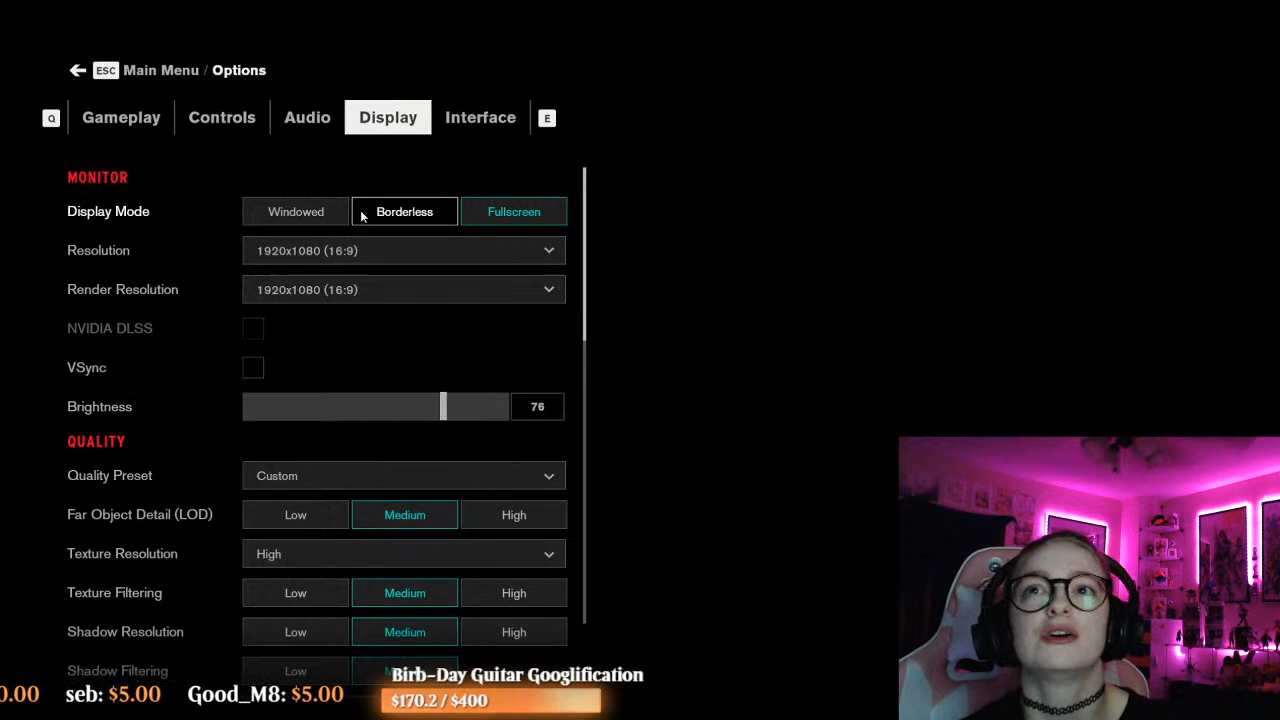 ESC Main Menu / Options
Q Gameplay Controls Audio Display Interface E
MONITOR
Display Mode Windowed Borderless Fullscreen
Resolution 1920x1080 (16:9)
Render Resolution 1920x1080 (16:9)
NVIDIA DLSS
VSync
Brightness 76
QUALITY
Quality Preset Custom
Far Object Detail (LOD) Low Medium High
Texture Resolution High
Texture Filtering Low Medium High
Shadow Resolution Low Medium High
Shadow Filtering Low
Birb-Day Guitar Googlification
0.00 seb: $5.00 Good_M8: $5.00 $170.2 / $400